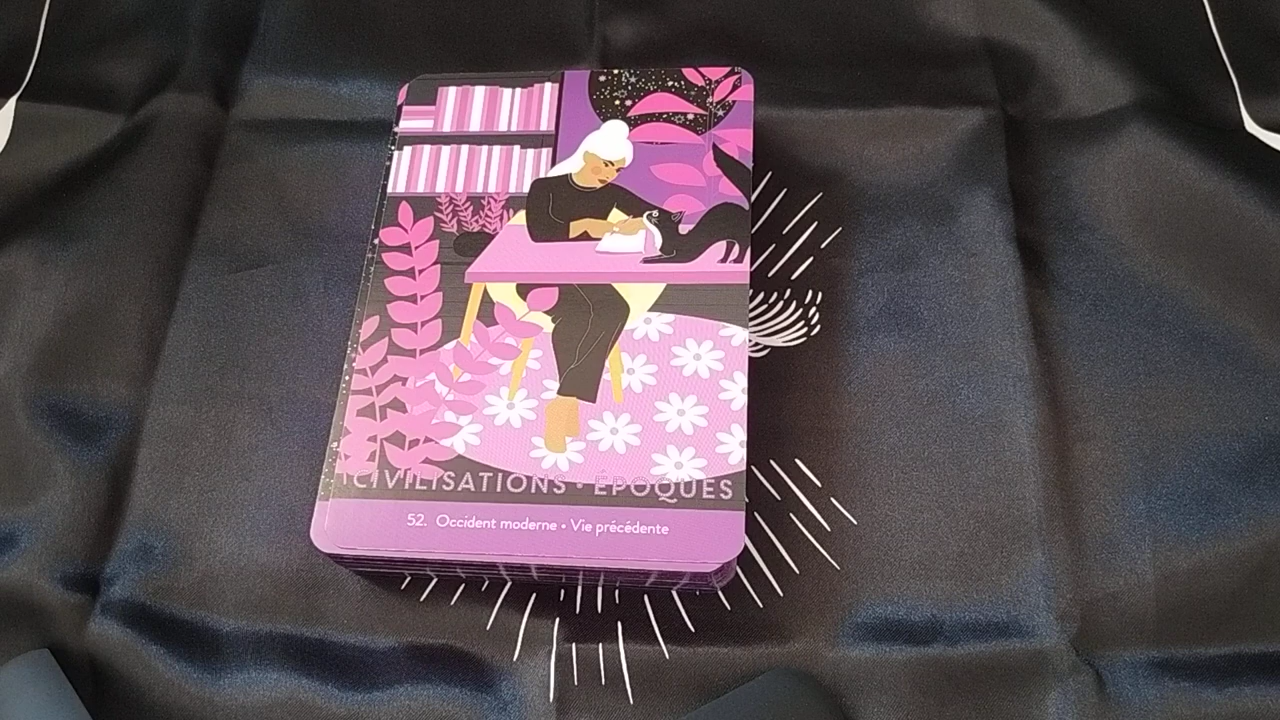 CIVILISATIONS • ÉPOQUES
52. Occident moderne • Vie précédente